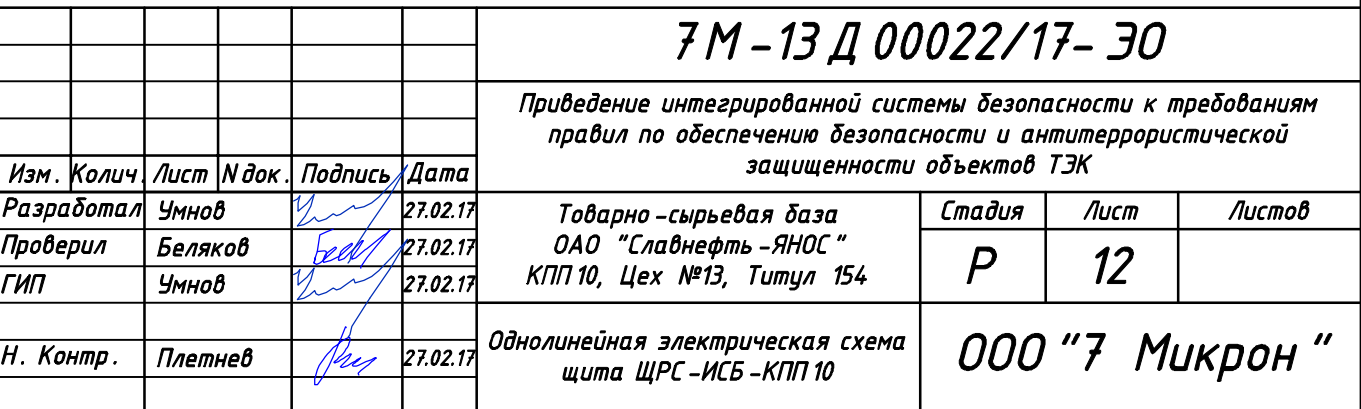 7 М-13 Д 00022/17- ЭО
Приведение интегрированной системы безопасности к требованиям
правил по обеспечению безопасности и антитеррористической
защищенности объектов ТЭК
Изм. Колич. Лист N док. Подпись Дата
Разработал Умнов 27.02.17
Проверил Беляков 27.02.17
ГИП Умнов 27.02.17
Н. Контр. Плетнев 27.02.17
Товарно-сырьевая база
ОАО "Славнефть-ЯНОС"
КПП 10, Цех №13, Титул 154
Стадия Лист Листов
Р 12
Однолинейная электрическая схема
щита ЩРС-ИСБ-КПП 10
ООО "7 Микрон"